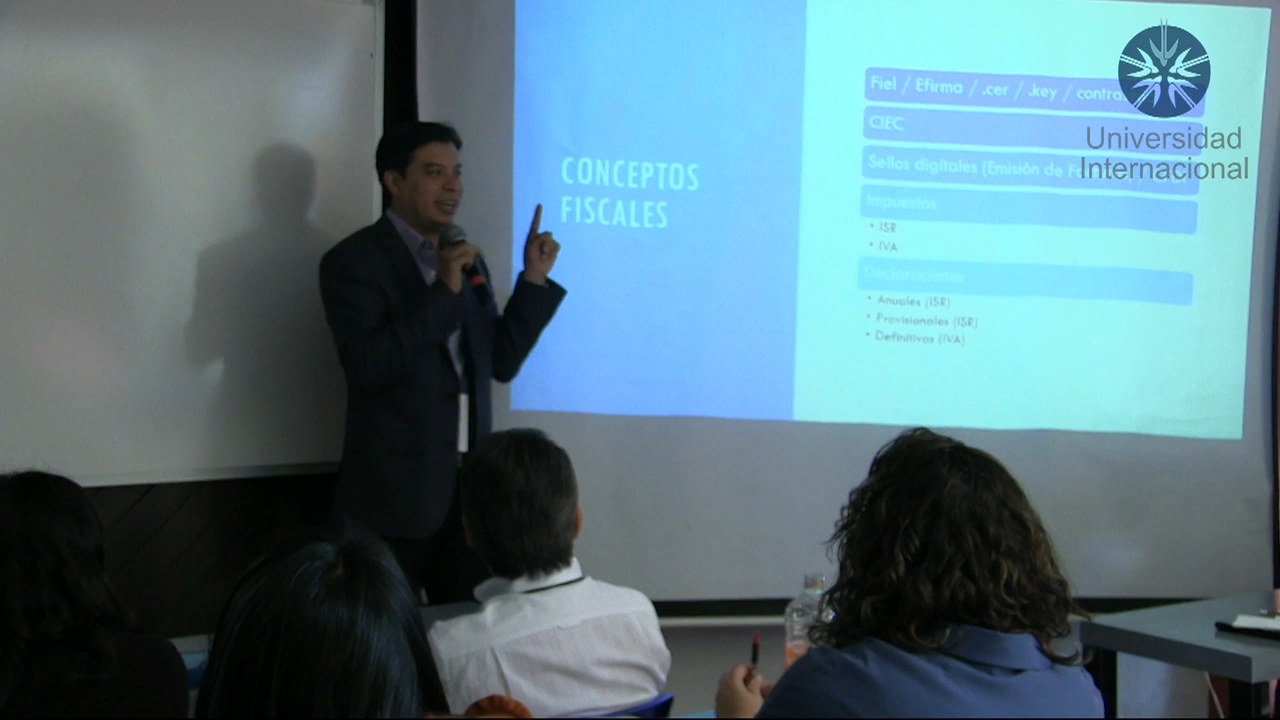 CONCEPTOS
FISCALES
Fiel / Efirma / .cer / .key /
CIEC
Sellos digitales (Emisión de
Impuestos
• ISR
• IVA
Declaraciones
• Anuales (ISR)
• Provisionales (ISR)
• Definitivos (IVA)
Universidad
Internacional